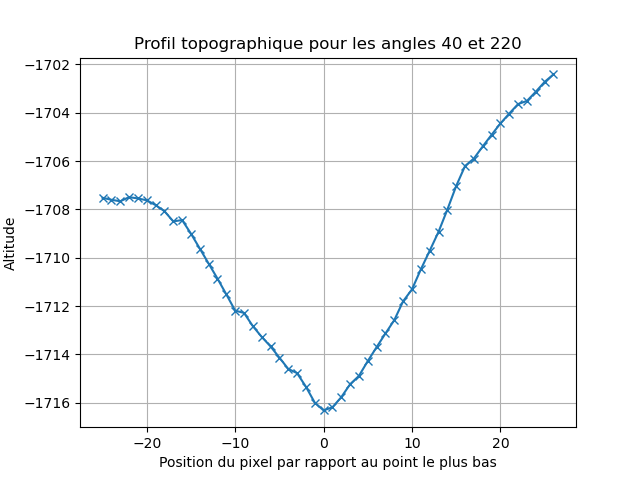 Profil topographique pour les angles 40 et 220
−1702
−1704
−1706
−1708
−1710
−1712
−1714
−1716
Altitude
−20 −10 0 10 20
Position du pixel par rapport au point le plus bas